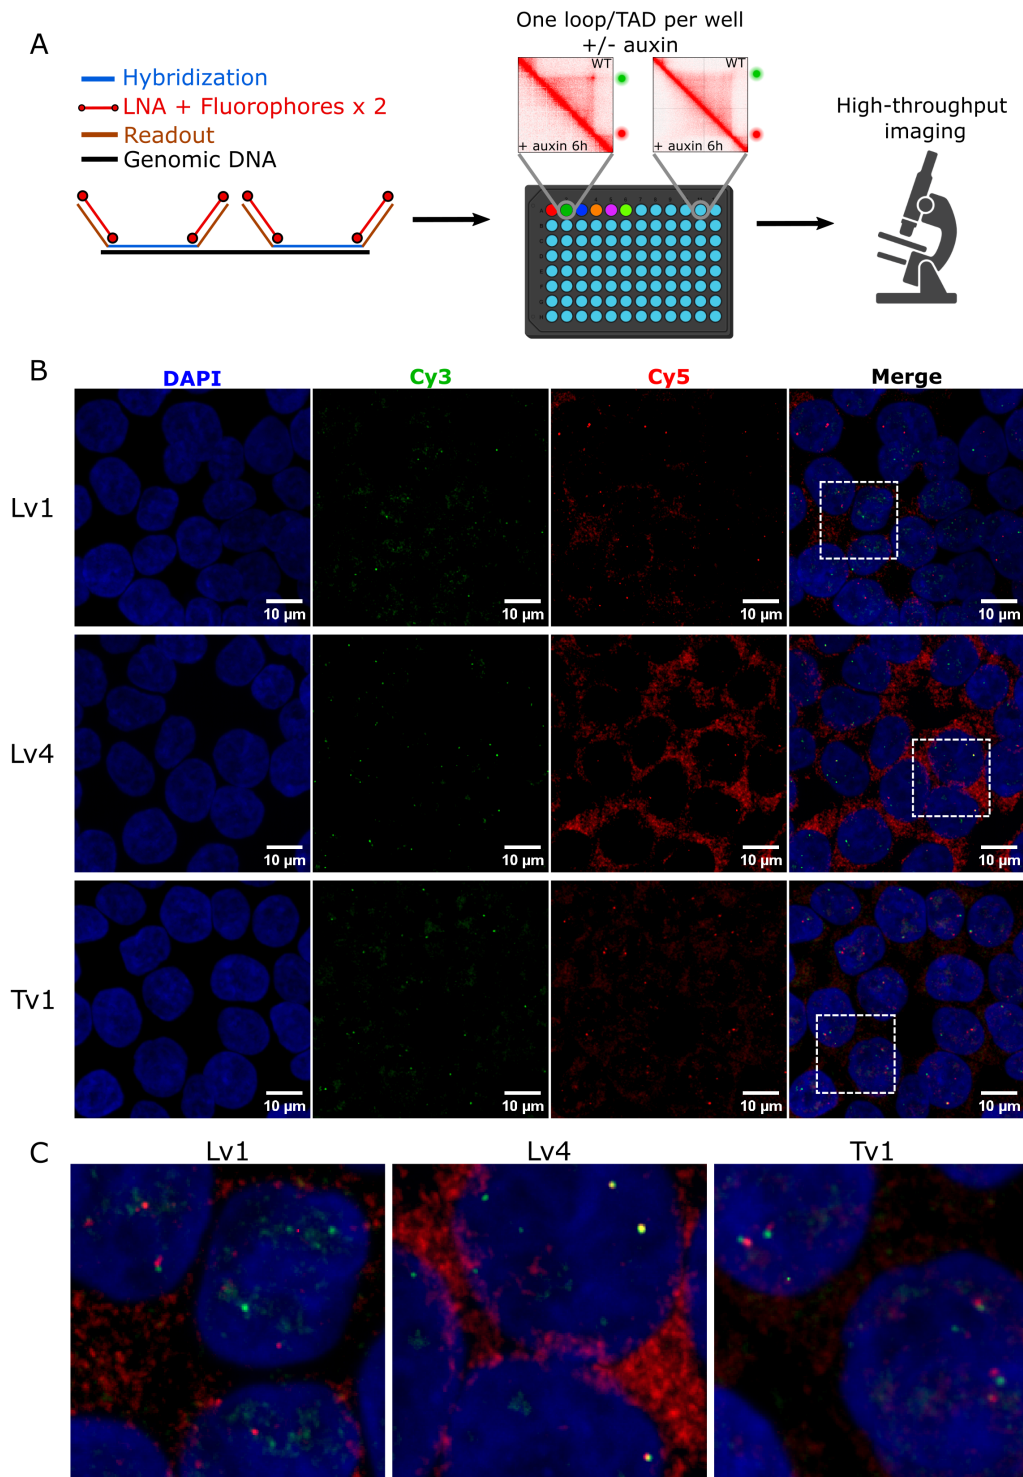 A
One loop/TAD per well
+/- auxin
Hybridization
LNA + Fluorophores x 2
Readout
Genomic DNA
WT
+ auxin 6h
WT
+ auxin 6h
High-throughput
imaging
B
DAPI
Cy3
Cy5
Merge
Lv1
10 µm
10 µm
10 µm
10 µm
Lv4
10 µm
10 µm
10 µm
10 µm
Tv1
10 µm
10 µm
10 µm
10 µm
C
Lv1
Lv4
Tv1